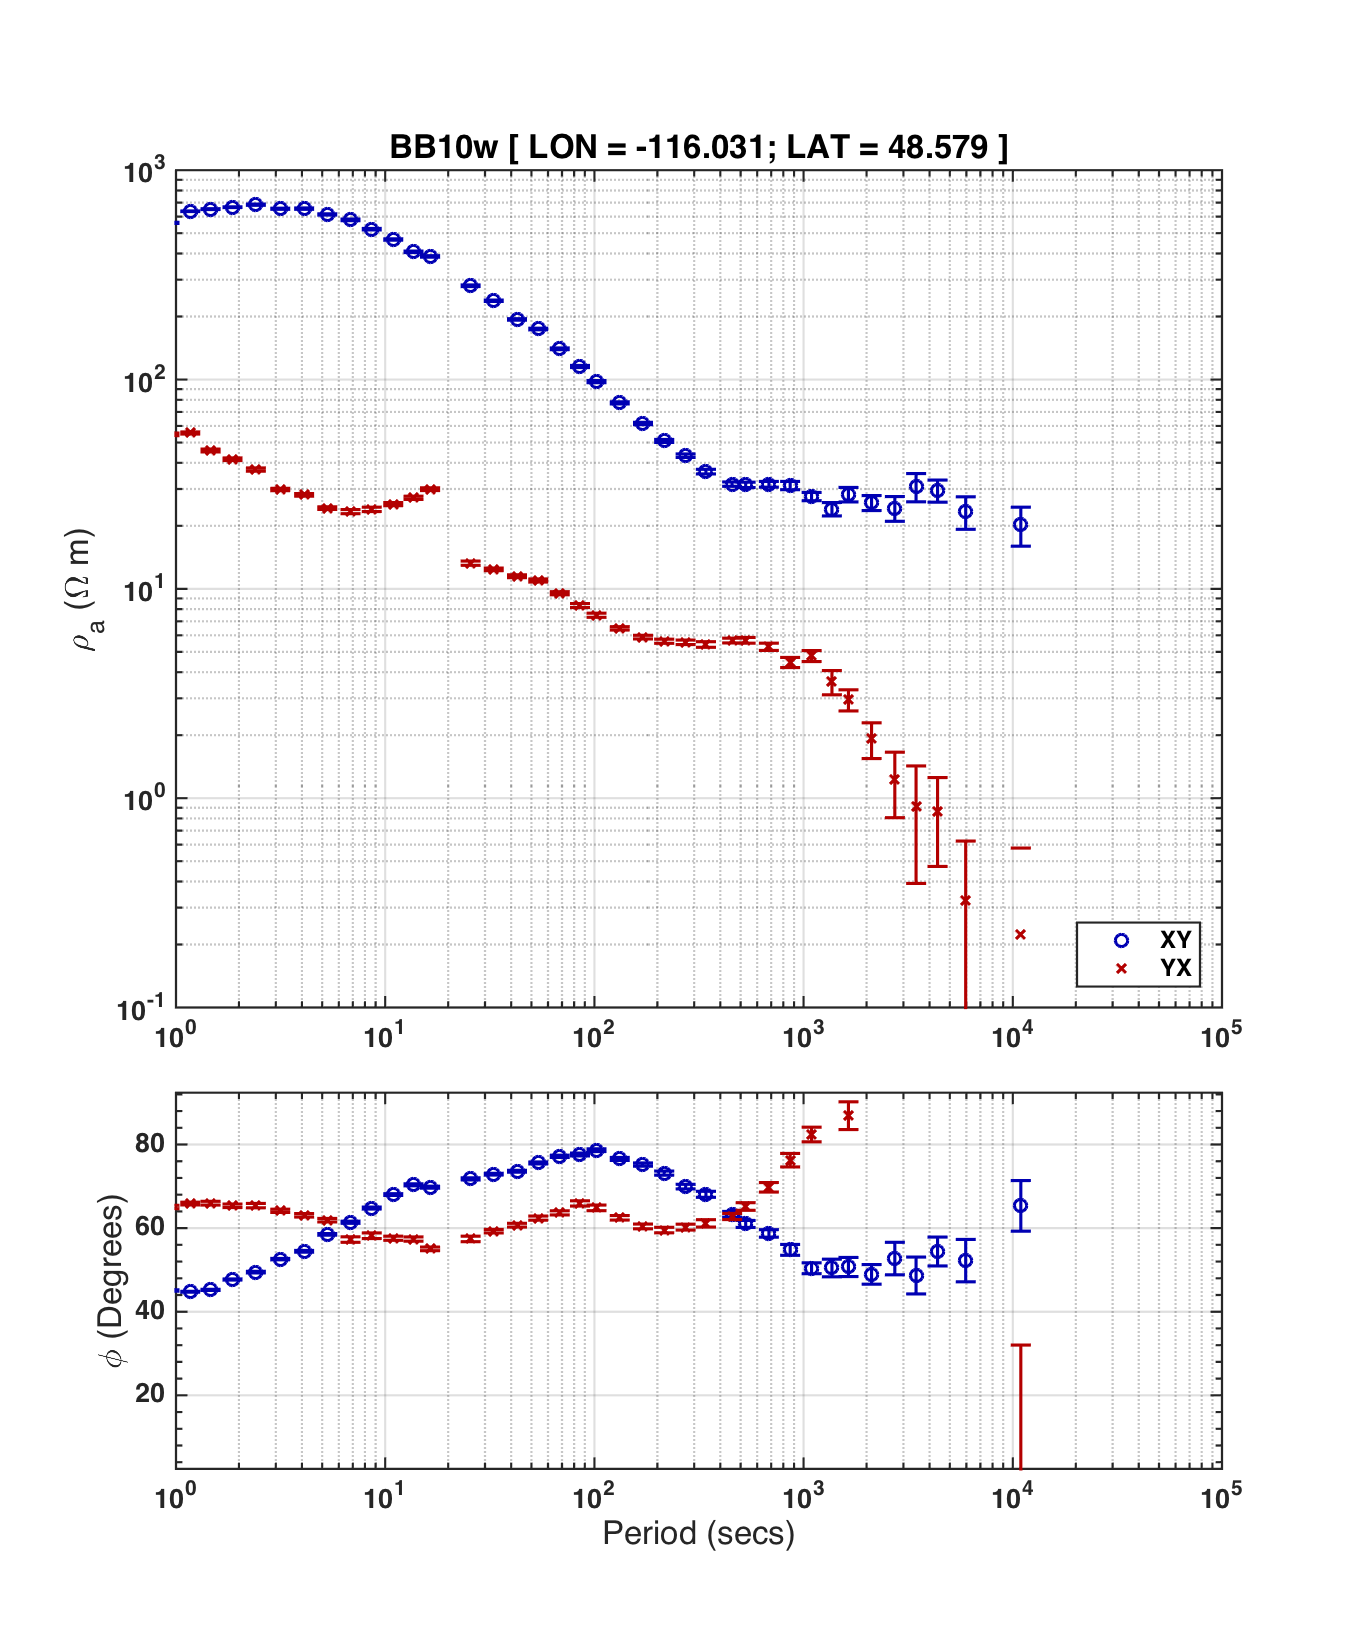 BB10w [ LON = -116.031; LAT = 48.579 ]
10³
10²
10¹
10⁰
10⁻¹
ρa (Ω m)
XY
YX
10⁰ 10¹ 10² 10³ 10⁴ 10⁵
80
60
40
20
ϕ (Degrees)
10⁰ 10¹ 10² 10³ 10⁴ 10⁵
Period (secs)